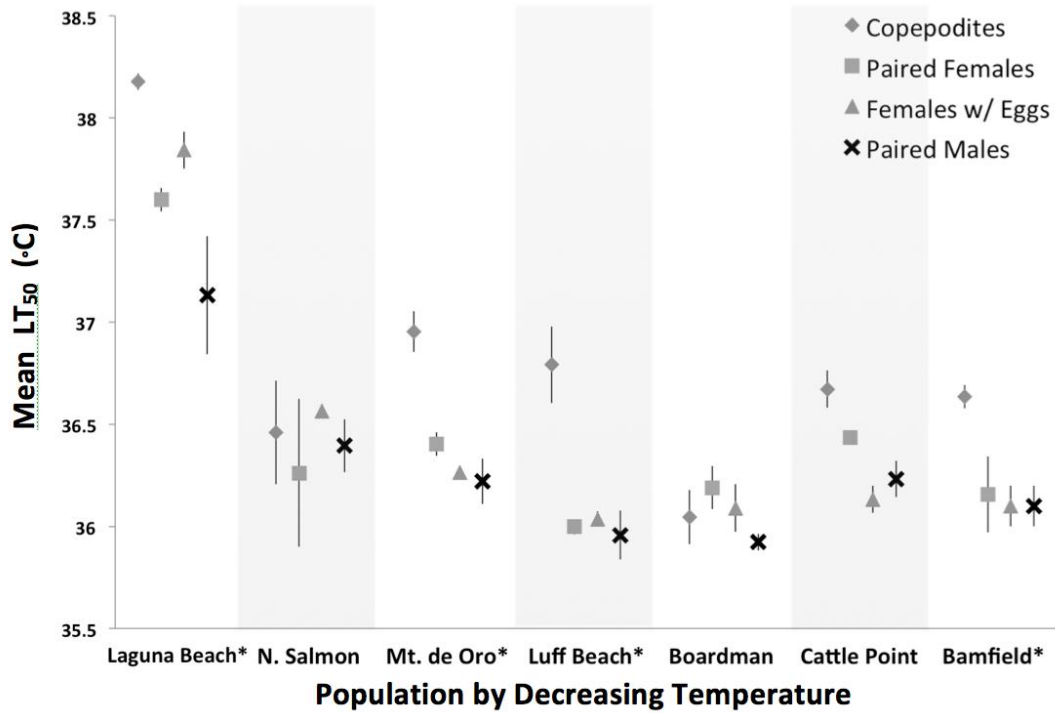 38.5
38
37.5
37
36.5
36
35.5
Mean LT₅₀ (◦C)
Copepodites
Paired Females
Females w/ Eggs
Paired Males
Laguna Beach* N. Salmon Mt. de Oro* Luff Beach* Boardman Cattle Point Bamfield*
Population by Decreasing Temperature